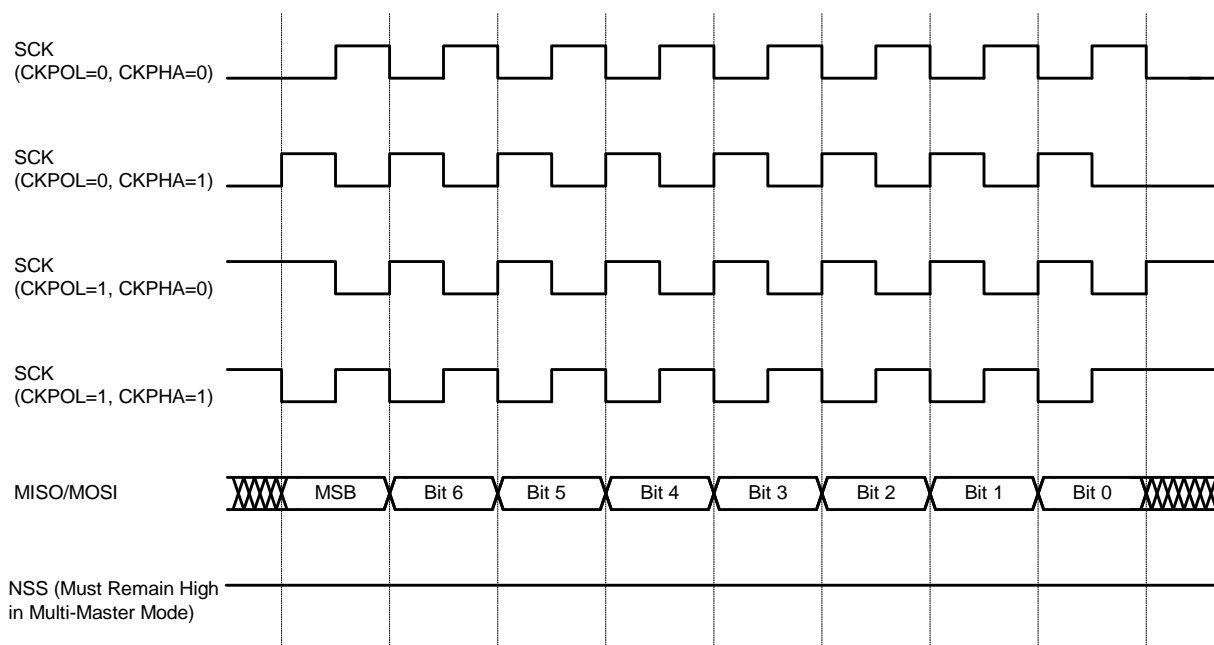 SCK
(CKPOL=0, CKPHA=0)
SCK
(CKPOL=0, CKPHA=1)
SCK
(CKPOL=1, CKPHA=0)
SCK
(CKPOL=1, CKPHA=1)
MISO/MOSI
MSB
Bit 6
Bit 5
Bit 4
Bit 3
Bit 2
Bit 1
Bit 0
NSS (Must Remain High
in Multi-Master Mode)